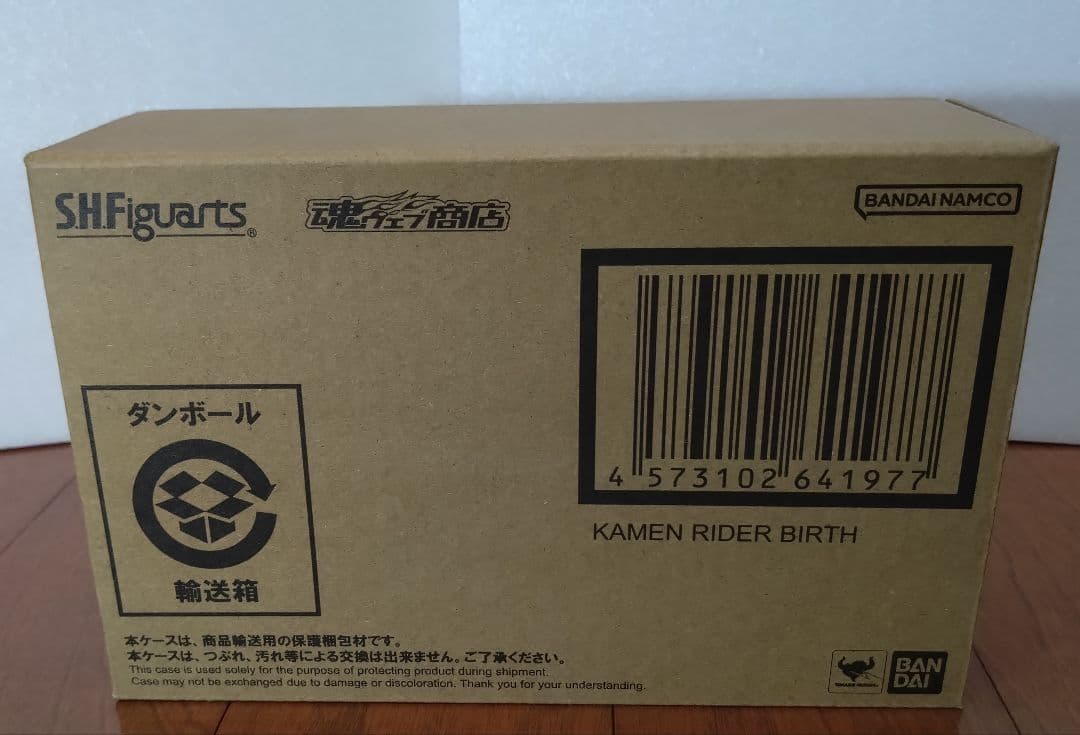 S.H.Figuarts®
魂ウェブ商店
BANDAI NAMCO
4 573102 641977
KAMEN RIDER BIRTH
ダンボール
輸送箱
本ケースは、商品輸送用の保護梱包材です。
本ケースは、つぶれ、汚れ等による交換は出来ません。ご了承ください。
This case is used solely for the purpose of protecting product during shipment.
Case may not be exchanged due to damage or discoloration. Thank you for your understanding.
BAN
DAI